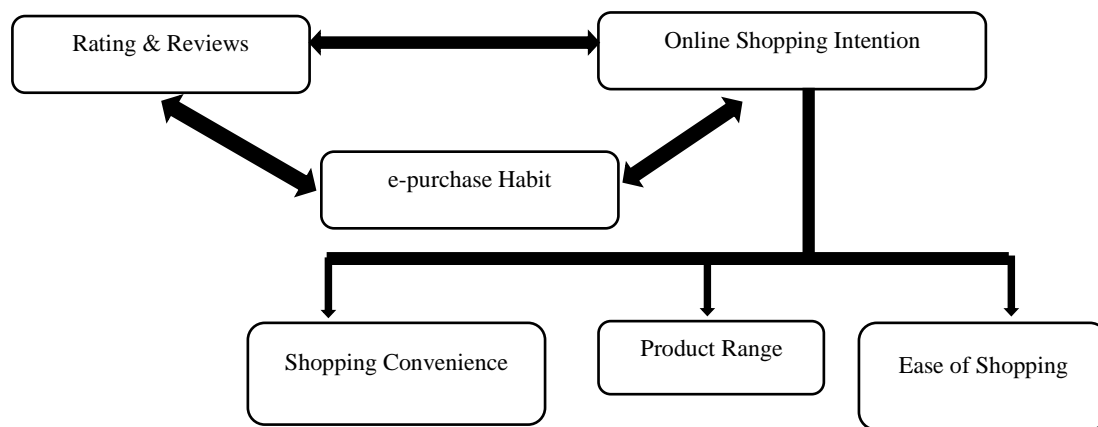 Rating & Reviews
Online Shopping Intention
e-purchase Habit
Shopping Convenience
Product Range
Ease of Shopping